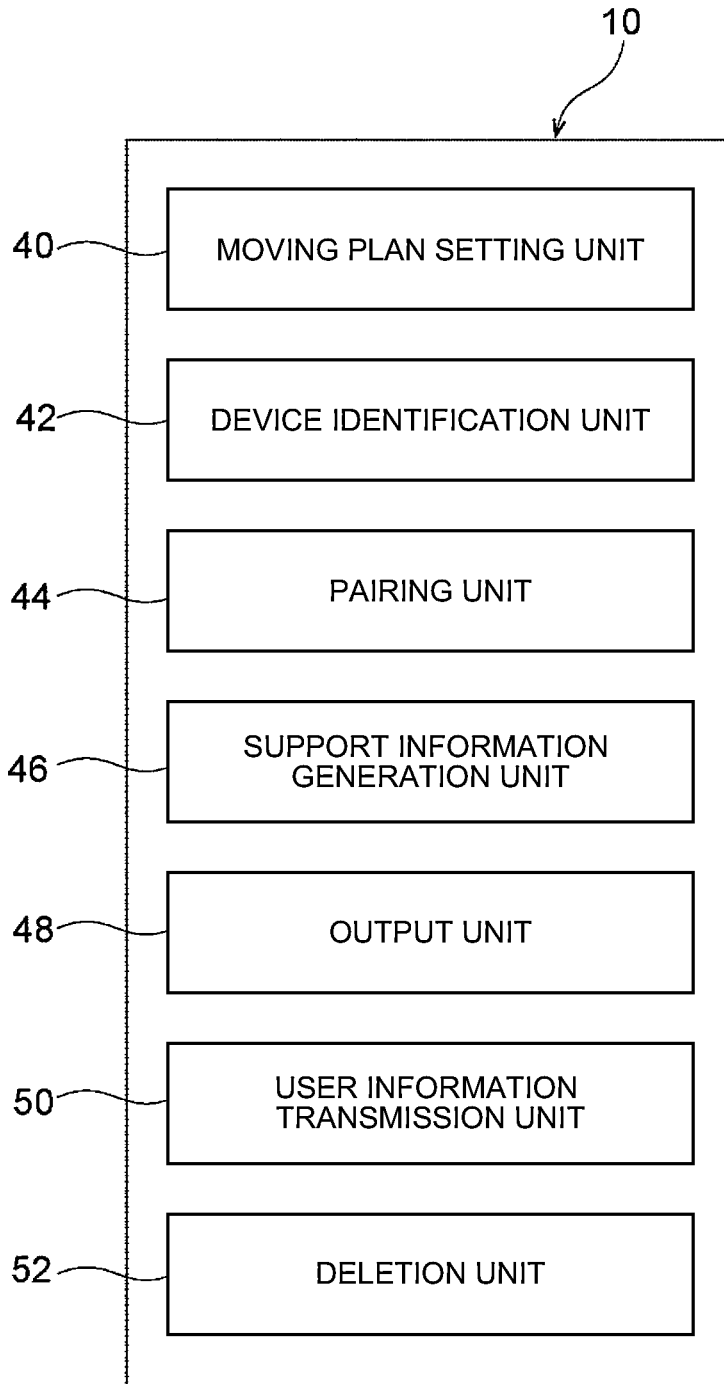 10
40
MOVING PLAN SETTING UNIT
42
DEVICE IDENTIFICATION UNIT
44
PAIRING UNIT
46
SUPPORT INFORMATION
GENERATION UNIT
48
OUTPUT UNIT
50
USER INFORMATION
TRANSMISSION UNIT
52
DELETION UNIT